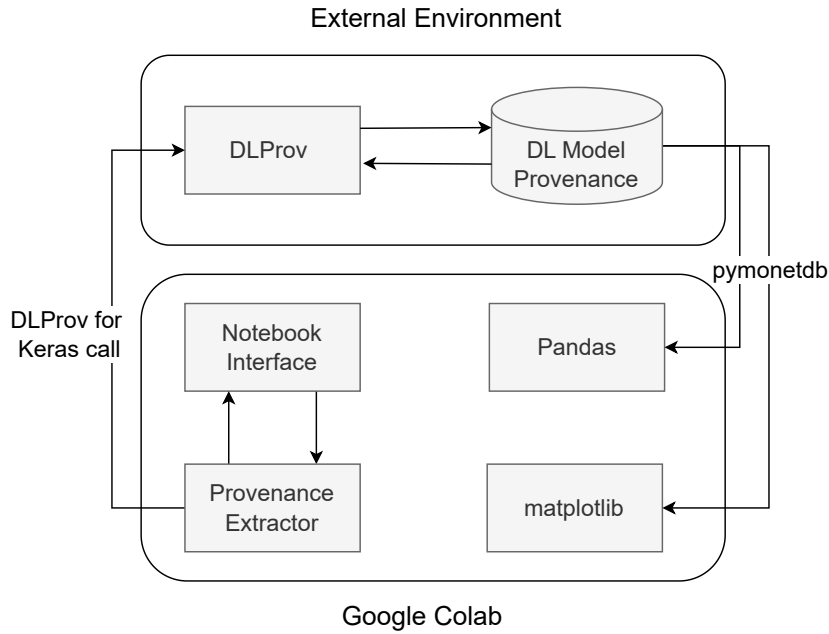 External Environment
DLProv
DL Model
Provenance
pymonetdb
DLProv for
Keras call
Notebook
Interface
Pandas
Provenance
Extractor
matplotlib
Google Colab